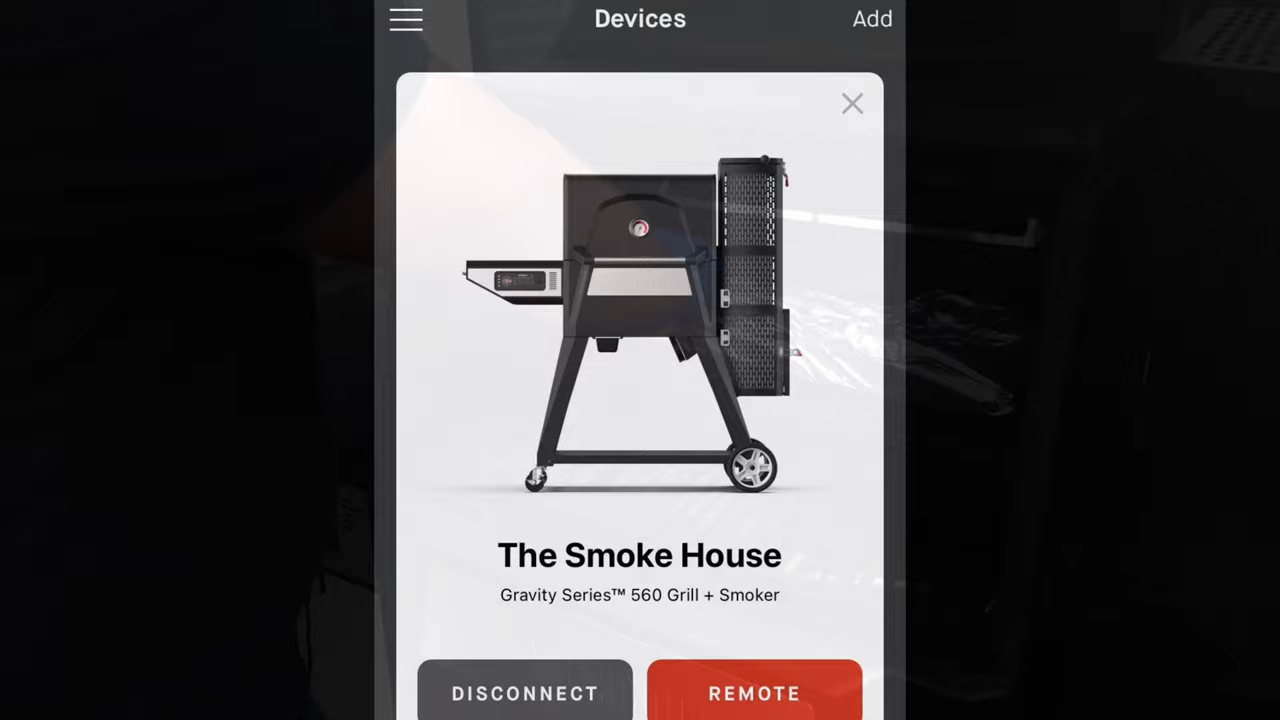 Devices
Add
The Smoke House
Gravity Series™ 560 Grill + Smoker
DISCONNECT
REMOTE